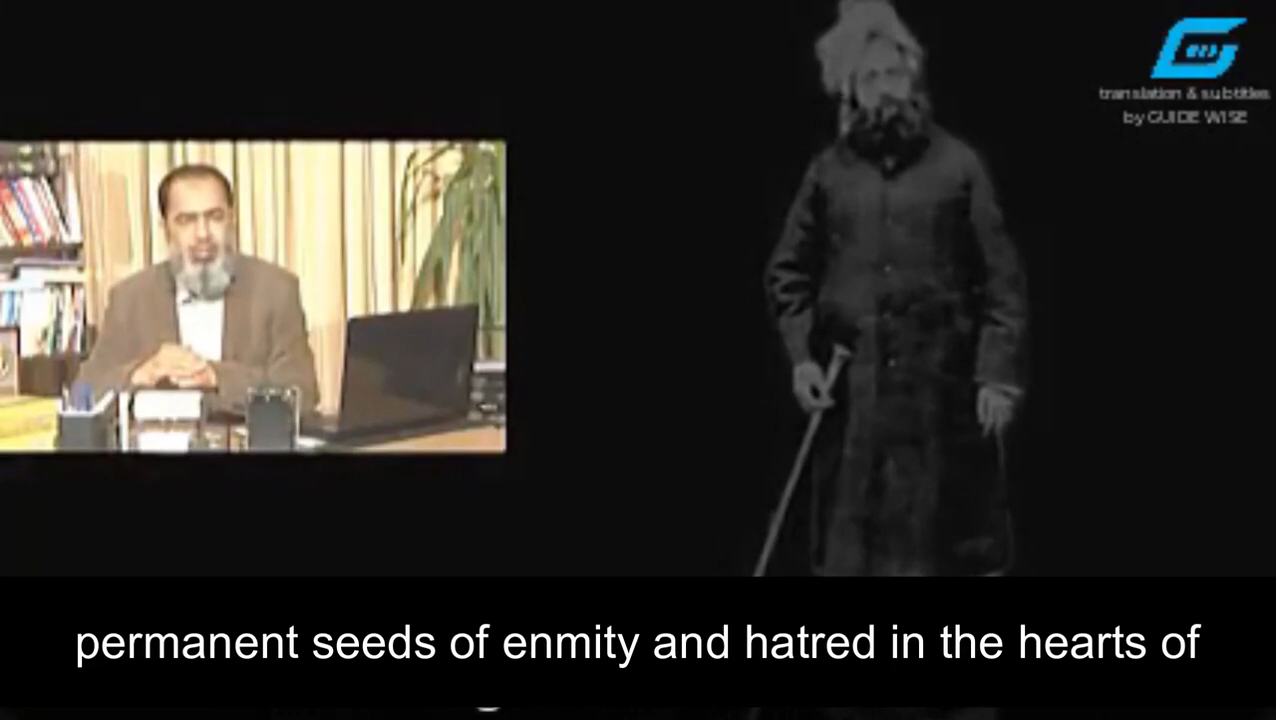 translation & subtitles
by GUIDE WISE
permanent seeds of enmity and hatred in the hearts of